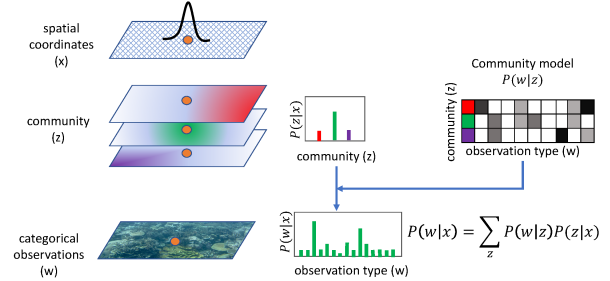 spatial
coordinates
(x)
community
(z)
P(z|x)
community (z)
Community model
P(w|z)
community (z)
observation type (w)
categorical
observations
(w)
P(w|x)
observation type (w)
P(w|x) = ∑ P(w|z)P(z|x)
z